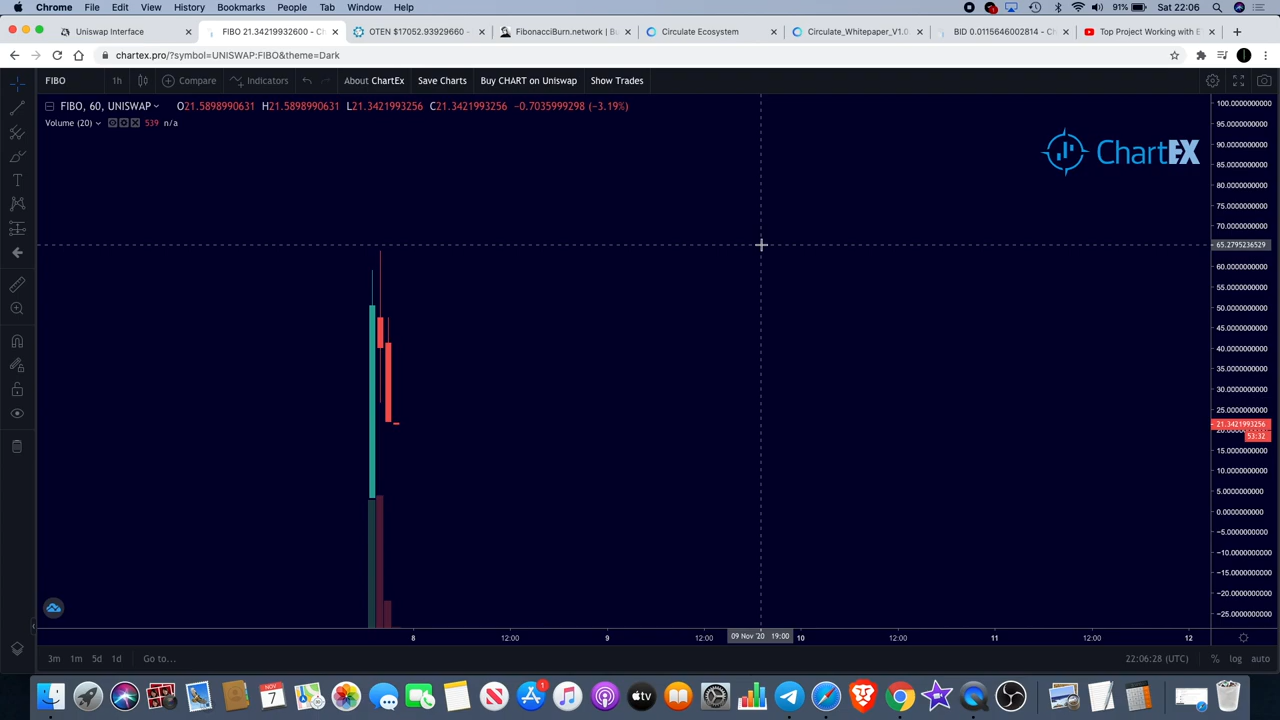 Chrome File Edit View History Bookmarks People Tab Window Help 91% Sat 22:06
Uniswap Interface × FIBO 21.34219932600 - Ch × OTEN $17052.93929660 - × FibonacciBurn.network | Bu × Circulate Ecosystem × Circulate_Whitepaper_V1.0 × BID 0.0115646002814 - Ch × Top Project Working with E ×
chartex.pro/?symbol=UNISWAP:FIBO&theme=Dark
FIBO 1h Compare Indicators About ChartEx Save Charts Buy CHART on Uniswap Show Trades
FIBO, 60, UNISWAP O21.5898990631 H21.5898990631 L21.3421993256 C21.3421993256 −0.7035999298 (−3.19%)
Volume (20) 539 n/a
ChartEX
100.0000000000
95.0000000000
90.0000000000
85.0000000000
80.0000000000
75.0000000000
70.0000000000
65.2795236529
60.0000000000
55.0000000000
50.0000000000
45.0000000000
40.0000000000
35.0000000000
30.0000000000
25.0000000000
21.3421993256
53:32
15.0000000000
10.0000000000
5.0000000000
0.0000000000
−5.0000000000
−10.0000000000
−15.0000000000
−20.0000000000
−25.0000000000
8 12:00 9 12:00 09 Nov '20 19:00 10 12:00 11 12:00 12
3m 1m 5d 1d Go to... 22:06:28 (UTC) % log auto
NOV
7
1
tv